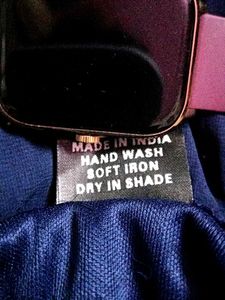 MADE IN INDIA
HAND WASH
SOFT IRON
DRY IN SHADE